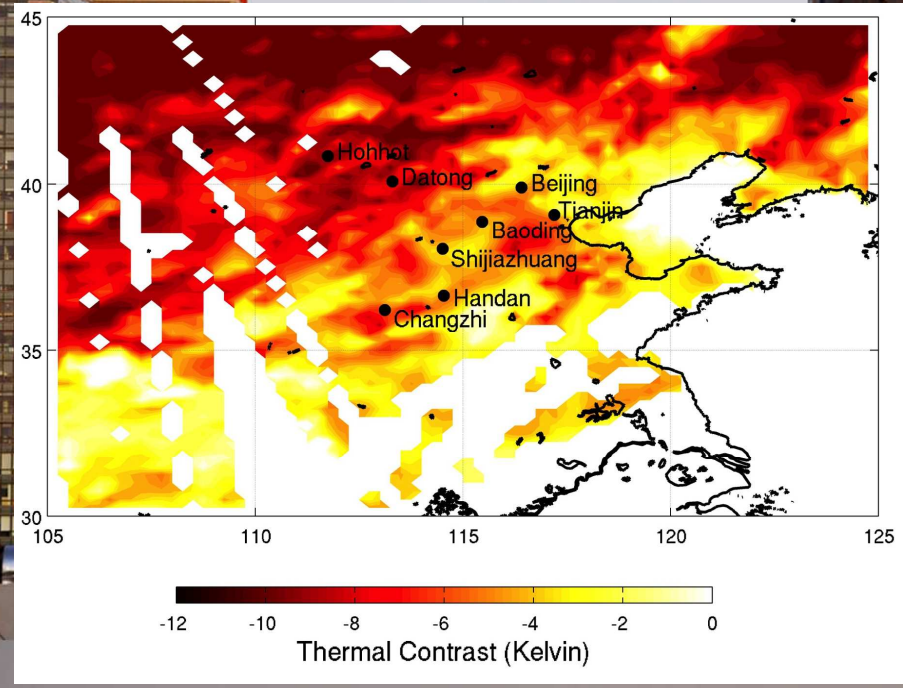 45
40
35
30
105
110
115
120
125
Hohhot
Datong
Beijing
Tianjin
Baoding
Shijiazhuang
Handan
Changzhi
-12 -10 -8 -6 -4 -2 0
Thermal Contrast (Kelvin)